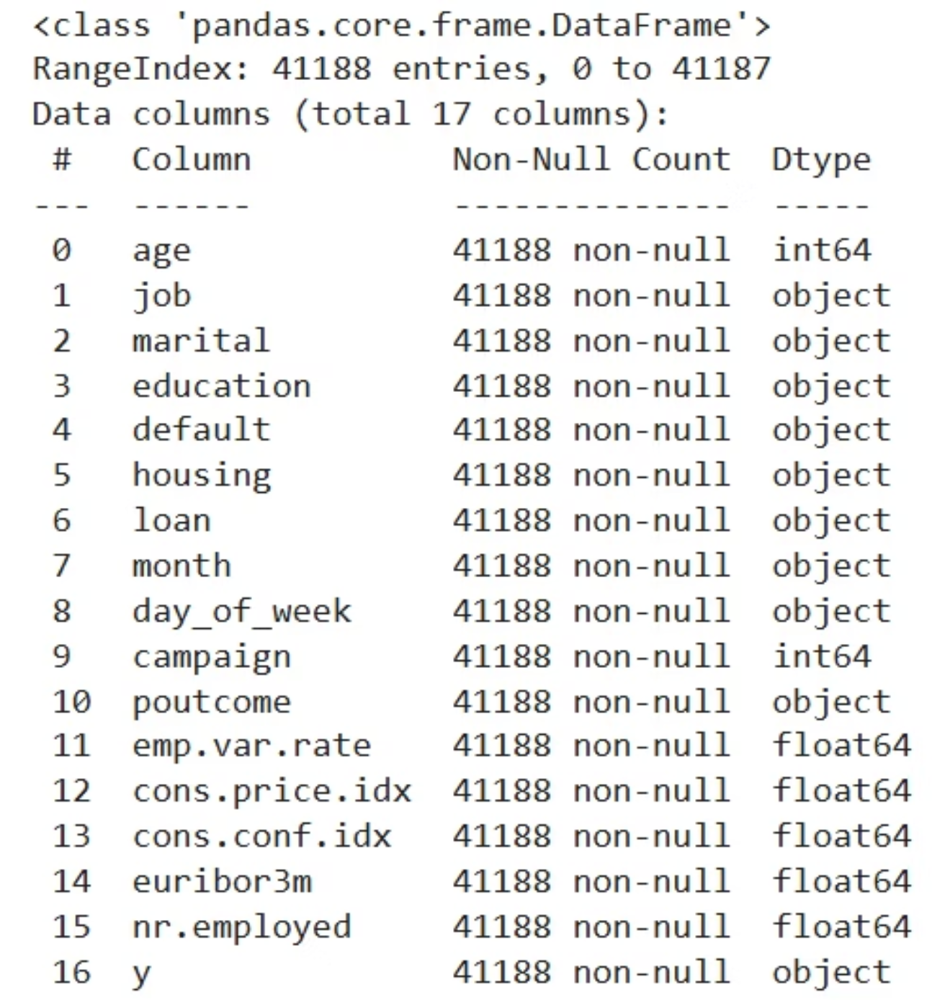 <class 'pandas.core.frame.DataFrame'>
RangeIndex: 41188 entries, 0 to 41187
Data columns (total 17 columns):
 #   Column          Non-Null Count  Dtype
---  ------          --------------  -----
 0   age             41188 non-null  int64
 1   job             41188 non-null  object
 2   marital         41188 non-null  object
 3   education       41188 non-null  object
 4   default         41188 non-null  object
 5   housing         41188 non-null  object
 6   loan            41188 non-null  object
 7   month           41188 non-null  object
 8   day_of_week     41188 non-null  object
 9   campaign        41188 non-null  int64
 10  poutcome        41188 non-null  object
 11  emp.var.rate    41188 non-null  float64
 12  cons.price.idx  41188 non-null  float64
 13  cons.conf.idx   41188 non-null  float64
 14  euribor3m       41188 non-null  float64
 15  nr.employed     41188 non-null  float64
 16  y               41188 non-null  object